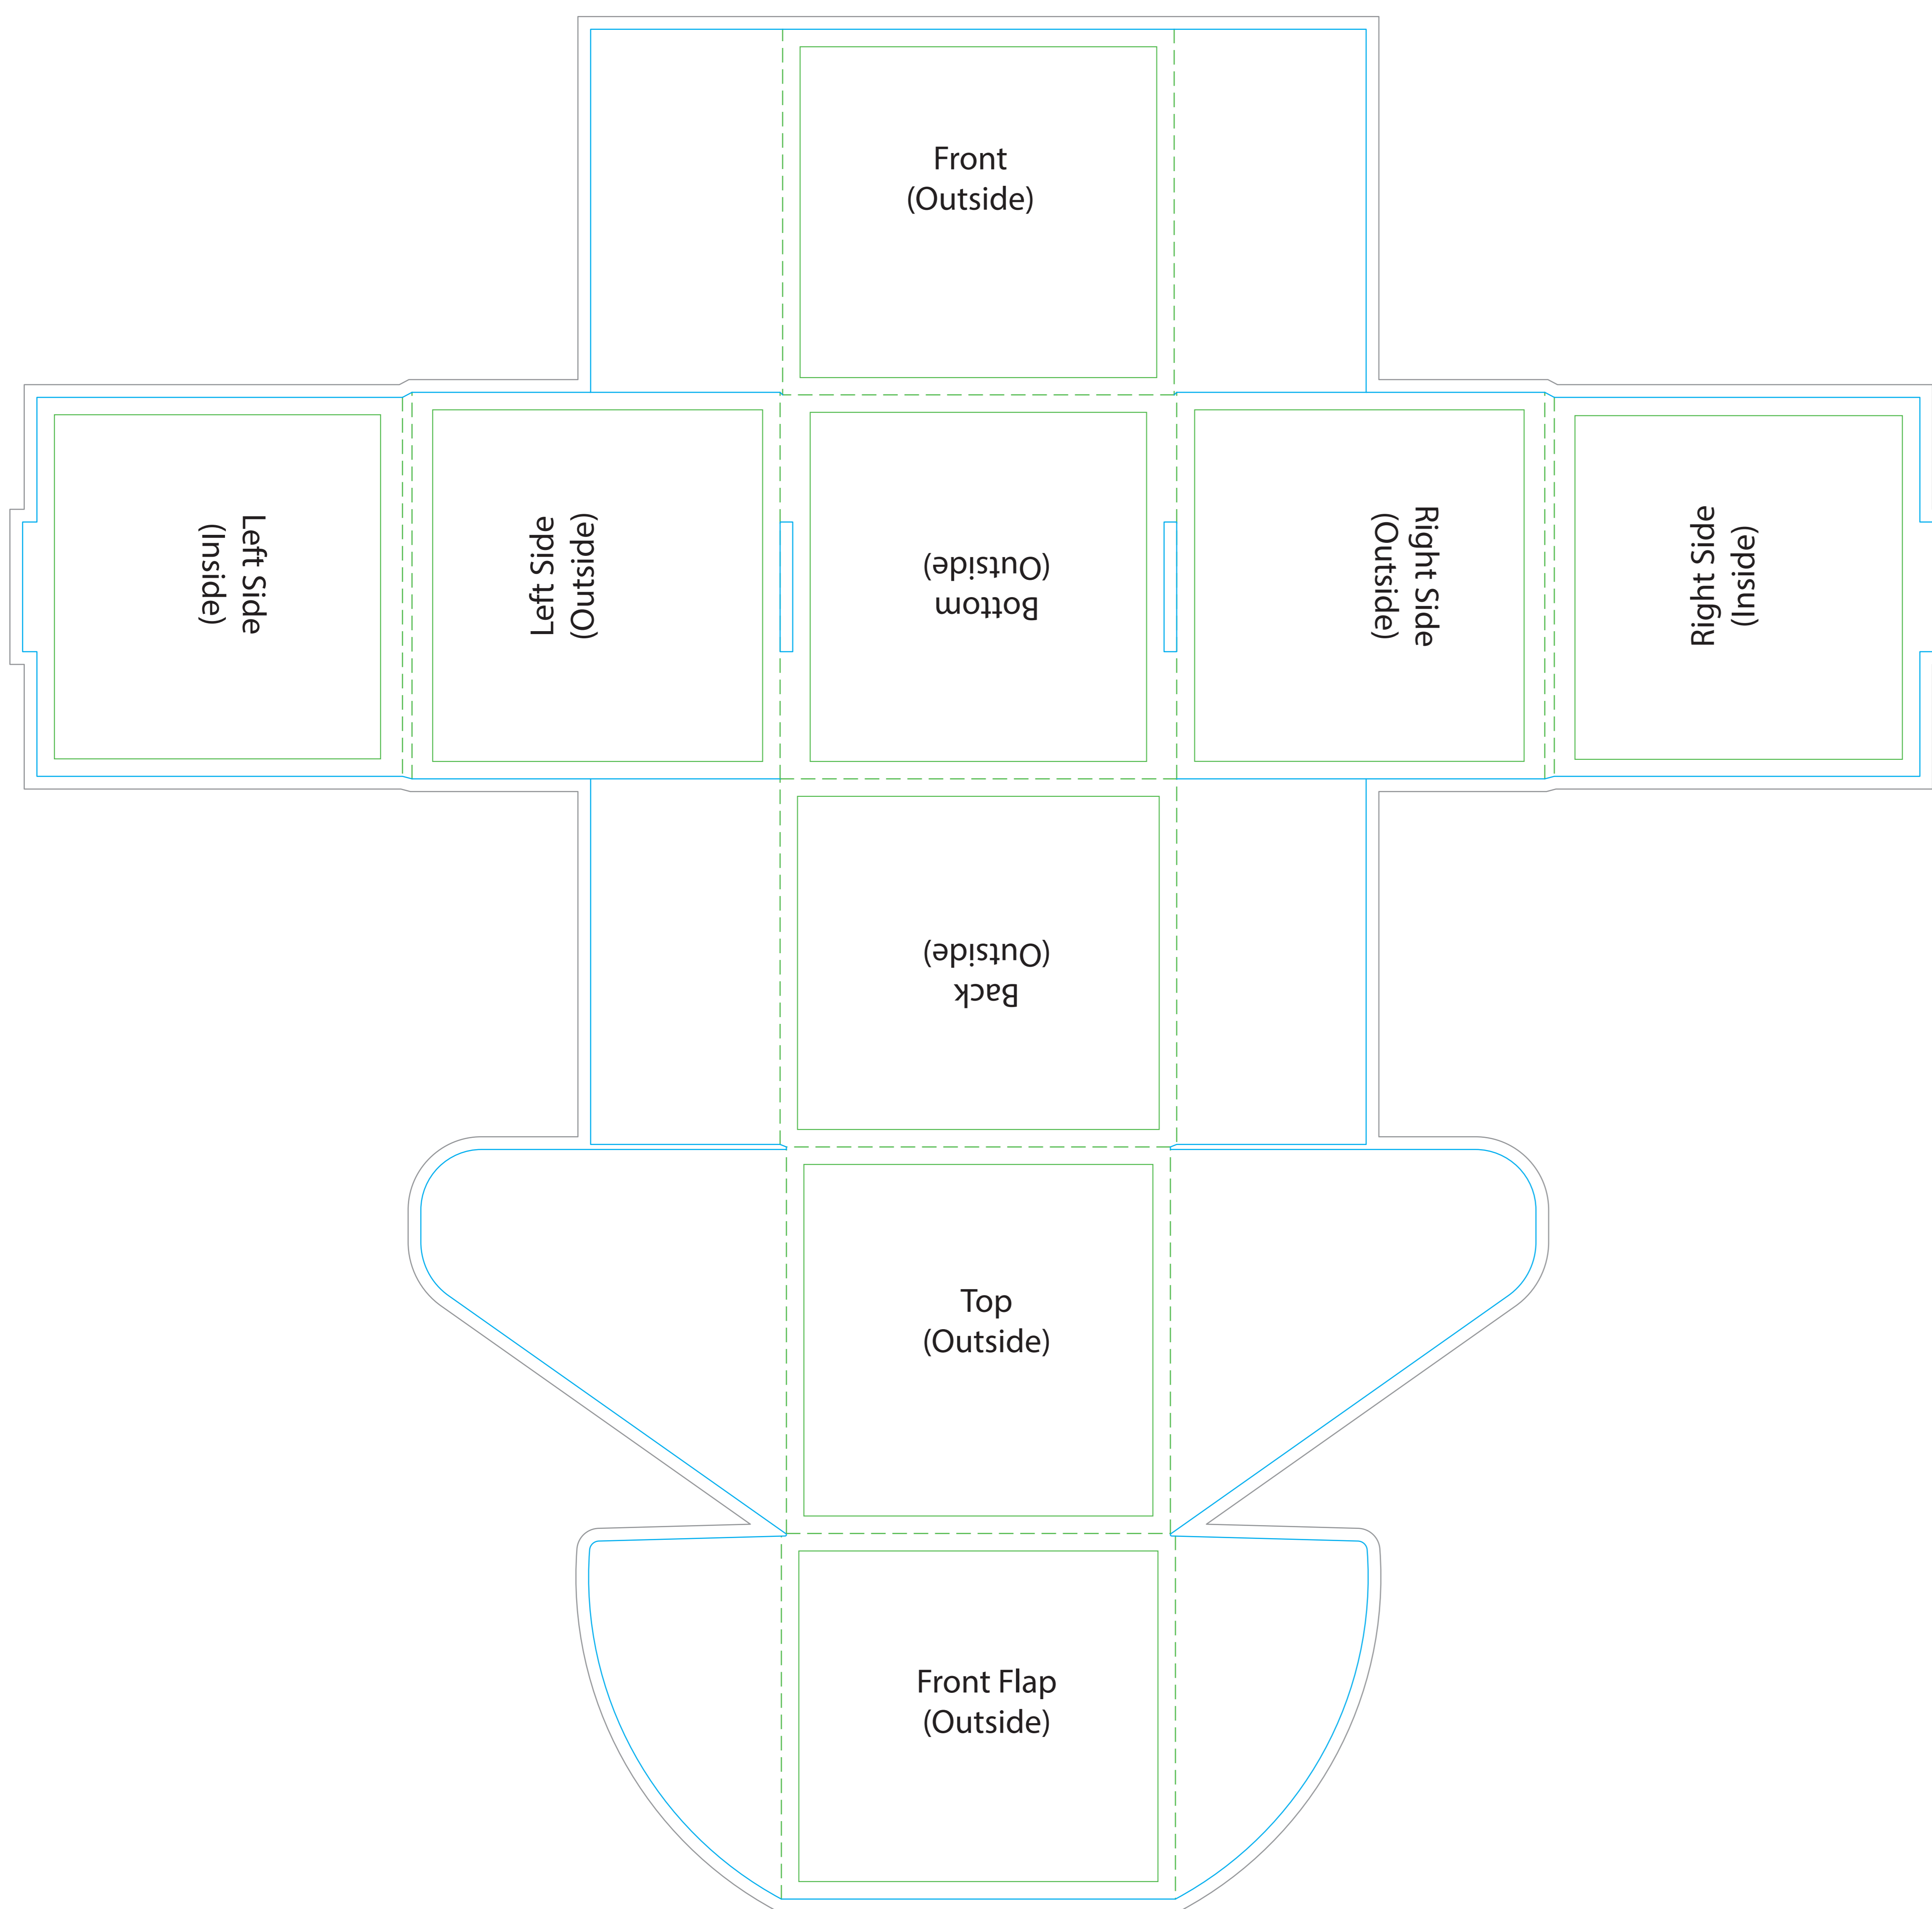 Front
(Outside)
Left Side
(Inside)
Left Side
(Outside)
Bottom
(Outside)
Right Side
(Outside)
Right Side
(Inside)
Back
(Outside)
Top
(Outside)
Front Flap
(Outside)